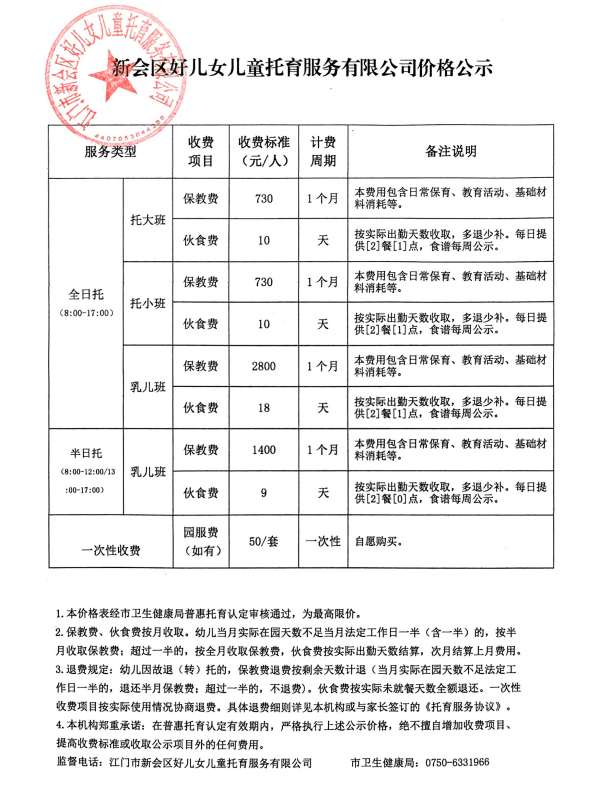 江门市新会区好儿女儿童托育服务有限公司
4407053044398
新会区好儿女儿童托育服务有限公司价格公示
服务类型
收费
项目
收费标准
(元/人)
计费
周期
备注说明
全日托
(8:00-17:00)
托大班
保教费
730
1个月
本费用包含日常保育、教育活动、基础材
料消耗等。
伙食费
10
天
按实际出勤天数收取，多退少补。每日提
供[2]餐[1]点，食谱每周公示。
托小班
保教费
730
1个月
本费用包含日常保育、教育活动、基础材
料消耗等。
伙食费
10
天
按实际出勤天数收取，多退少补。每日提
供[2]餐[1]点，食谱每周公示。
乳儿班
保教费
2800
1个月
本费用包含日常保育、教育活动、基础材
料消耗等。
伙食费
18
天
按实际出勤天数收取，多退少补。每日提
供[2]餐[1]点，食谱每周公示。
半日托
(8:00-12:00/13
:00-17:00)
乳儿班
保教费
1400
1个月
本费用包含日常保育、教育活动、基础材
料消耗等。
伙食费
9
天
按实际出勤天数收取，多退少补。每日提
供[2]餐[0]点，食谱每周公示。
一次性收费
园服费
(如有)
50/套
一次性
自愿购买。
1.本价格表经市卫生健康局普惠托育认定审核通过，为最高限价。
2.保教费、伙食费按月收取。幼儿当月实际在园天数不足当月法定工作日一半（含一半）的，按半
月收取保教费；超过一半的，按全月收取保教费，伙食费按实际出勤天数结算，次月结算上月费用。
3.退费规定：幼儿因故退（转）托的，保教费退费按剩余天数计退（当月实际在园天数不足法定工
作日一半的，退还半月保教费；超过一半的，不退费）。伙食费按实际未就餐天数全额退还。一次性
收费项目按实际使用情况协商退费。具体退费细则详见本机构或与家长签订的《托育服务协议》。
4.本机构郑重承诺：在普惠托育认定有效期内，严格执行上述公示价格，绝不擅自增加收费项目、
提高收费标准或收取公示项目外的任何费用。
监督电话：江门市新会区好儿女儿童托育服务有限公司
市卫生健康局：0750-6331966